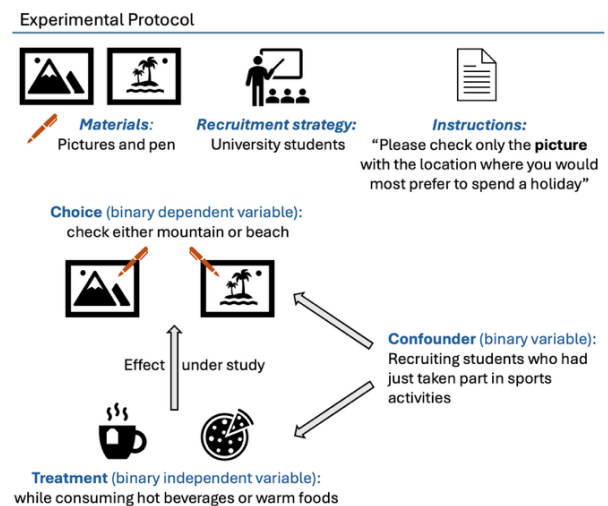 Experimental Protocol
Materials:
Pictures and pen
Recruitment strategy:
University students
Instructions:
“Please check only the picture
with the location where you would
most prefer to spend a holiday”
Choice (binary dependent variable):
check either mountain or beach
Effect under study
Confounder (binary variable):
Recruiting students who had
just taken part in sports
activities
Treatment (binary independent variable):
while consuming hot beverages or warm foods